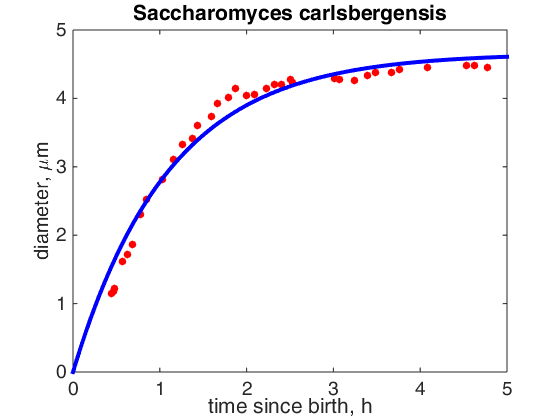 Saccharomyces carlsbergensis
5
4
3
2
1
0
diameter, μm
0 1 2 3 4 5
time since birth, h